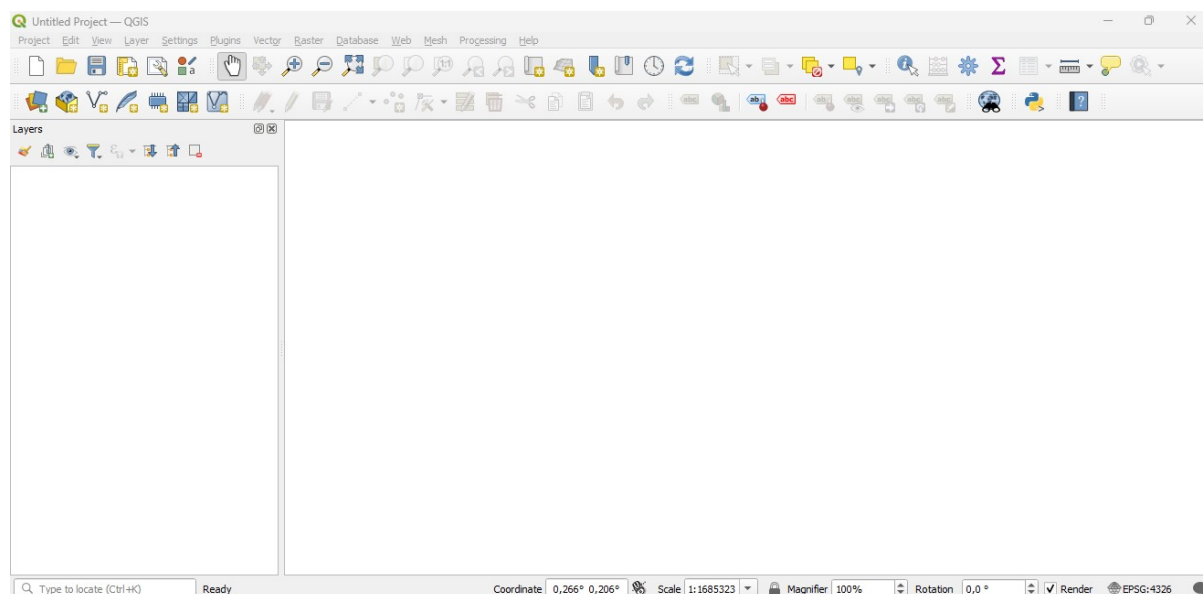 Untitled Project — QGIS
Project Edit View Layer Settings Plugins Vector Raster Database Web Mesh Processing Help
Layers
Type to locate (Ctrl+K) Ready Coordinate 0,266° 0,206° Scale 1:1685323 Magnifier 100% Rotation 0,0 ° Render EPSG:4326